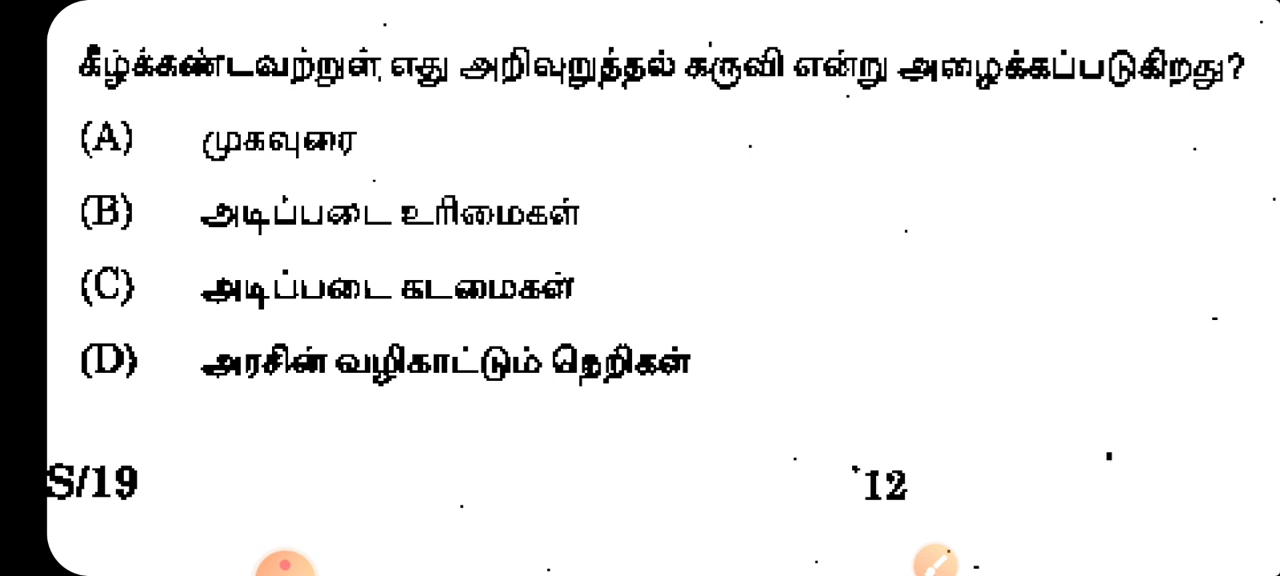 கீழ்க்கண்டவற்றுள் எது அறிவுறுத்தல் கருவி என்று அழைக்கப்படுகிறது?
(A) முகவுரை
(B) அடிப்படை உரிமைகள்
(C) அடிப்படை கடமைகள்
(D) அரசின் வழிகாட்டும் நெறிகள்
S/19 12